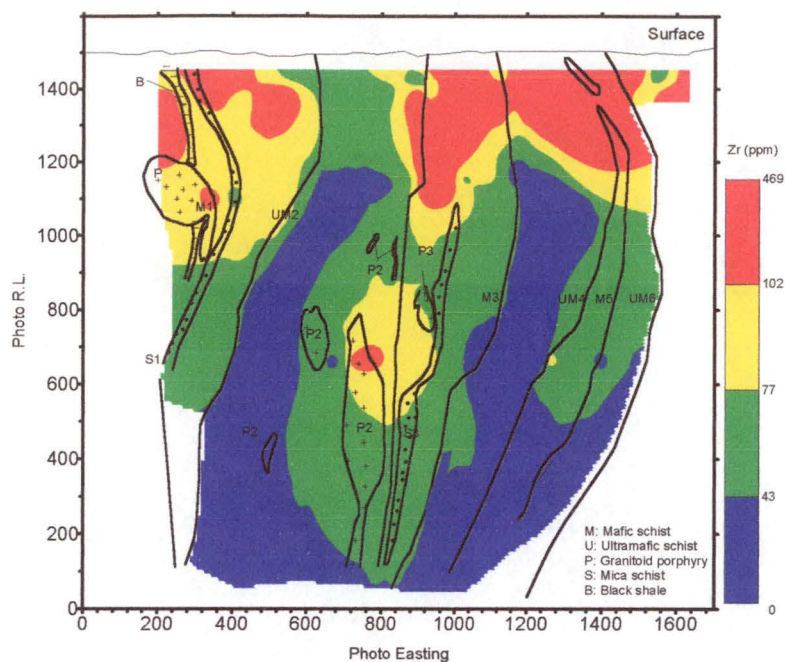 Surface
1400
1200
1000
800
600
400
200
0
Photo R.L.
0
200
400
600
800
1000
1200
1400
1600
Photo Easting
B
P
M1
UM2
P2
P3
M3
UM4
M5
UM6
S1
P2
P2
P2
S3
Zr (ppm)
469
102
77
43
0
M: Mafic schist
U: Ultramafic schist
P: Granitoid porphyry
S: Mica schist
B: Black shale